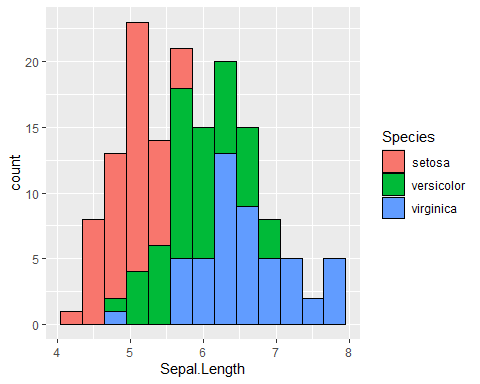 20
15
10
5
0
count
4 5 6 7 8
Sepal.Length
Species
setosa
versicolor
virginica